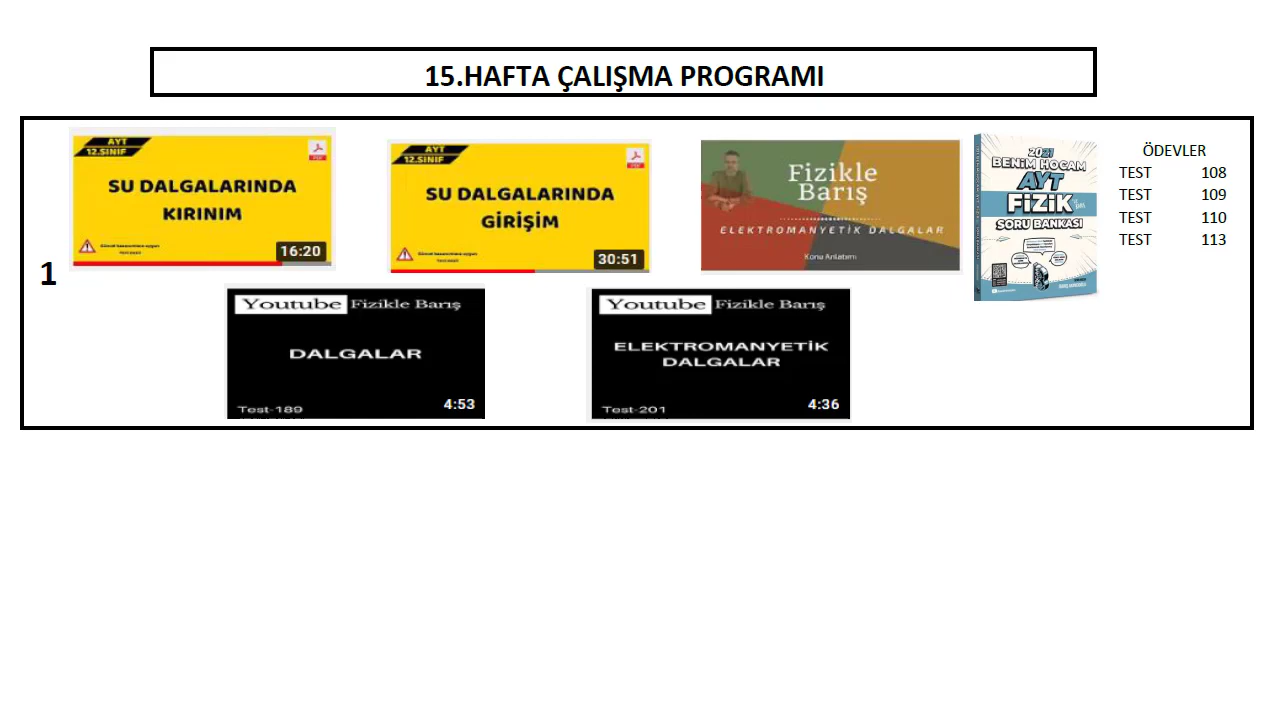 15.HAFTA ÇALIŞMA PROGRAMI
1
AYT
12.SINIF
PDF
SU DALGALARINDA
KIRINIM
16:20
AYT
12.SINIF
PDF
SU DALGALARINDA
GİRİŞİM
30:51
Fizikle
Barış
ELEKTROMANYETİK DALGALAR
Konu Anlatımı
BENİM HOCAM
AYT
FİZİK
SORU BANKASI
ÖDEVLER
TEST 108
TEST 109
TEST 110
TEST 113
Youtube Fizikle Barış
DALGALAR
Test-189
4:53
Youtube Fizikle Barış
ELEKTROMANYETİK
DALGALAR
Test-201
4:36